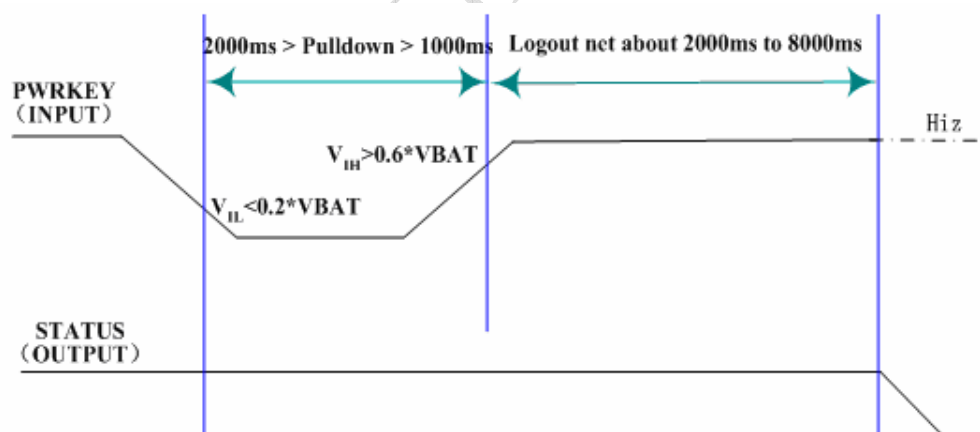 2000ms > Pulldown > 1000ms
Logout net about 2000ms to 8000ms
PWRKEY
（INPUT）
Hiz
VIH>0.6*VBAT
VIL<0.2*VBAT
STATUS
（OUTPUT）